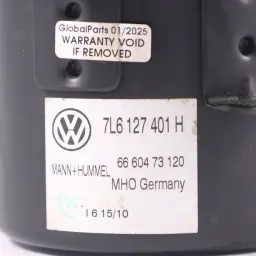 GlobalParts 01/2025
WARRANTY VOID
IF REMOVED
7L6 127 401 H
MANN+HUMMEL
66 604 73 120
MHO Germany
16 15/10